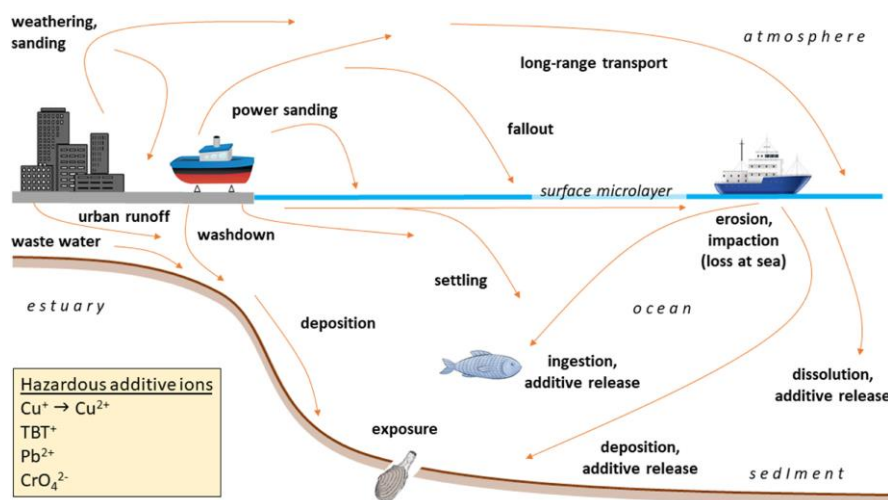 weathering,
sanding
atmosphere
long-range transport
power sanding
fallout
surface microlayer
urban runoff
waste water
washdown
erosion,
impaction
(loss at sea)
settling
estuary
ocean
deposition
ingestion,
additive release
dissolution,
additive release
Hazardous additive ions
Cu⁺ → Cu²⁺
TBT⁺
Pb²⁺
CrO₄²⁻
exposure
deposition,
additive release
sedIment